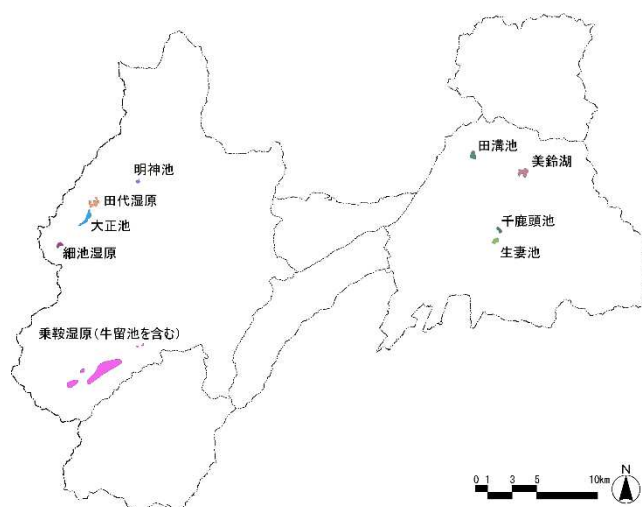 田溝池
美鈴湖
明神池
田代湿原
大正池
千鹿頭池
細池湿原
生妻池
乗鞍湿原(牛留池を含む)
N
0 1 3 5 10km